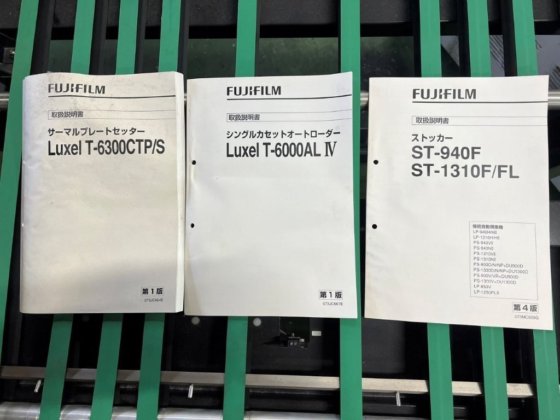 FUJIFILM
取扱説明書
サーマルプレートセッター
Luxel T-6300CTP/S
第1版
FUJIFILM
取扱説明書
シングルカセットオートローダー
Luxel T-6000AL Ⅳ
第1版
FUJIFILM
取扱説明書
ストッカー
ST-940F
ST-1310F/FL
第4版